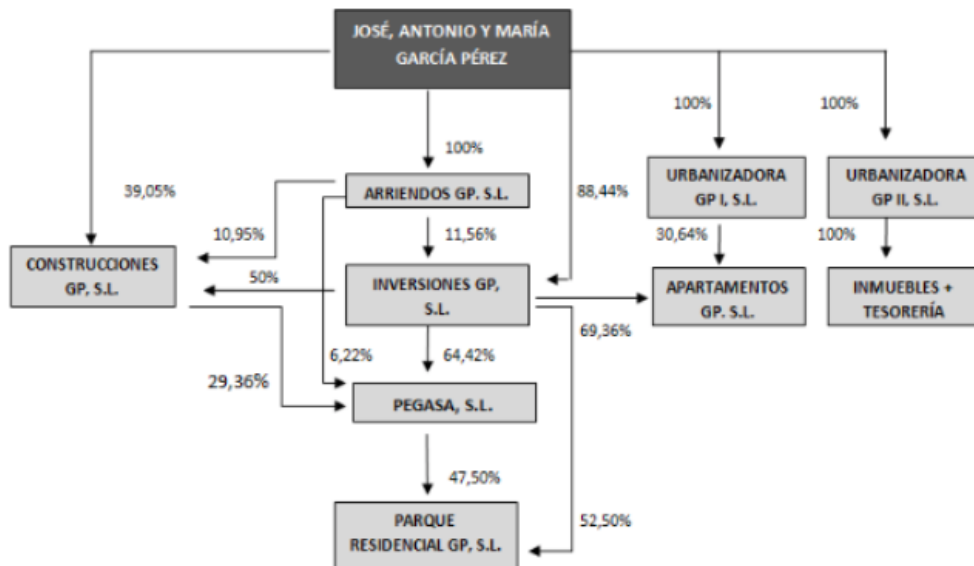 JOSÉ, ANTONIO Y MARÍA
GARCÍA PÉREZ
100%
100%
100%
39,05%
88,44%
ARRIENDOS GP. S.L.
URBANIZADORA
GP I, S.L.
URBANIZADORA
GP II, S.L.
10,95%
11,56%
30,64%
100%
CONSTRUCCIONES
GP, S.L.
50%
INVERSIONES GP,
S.L.
APARTAMENTOS
GP. S.L.
INMUEBLES +
TESORERÍA
69,36%
6,22%
64,42%
29,36%
PEGASA, S.L.
47,50%
52,50%
PARQUE
RESIDENCIAL GP, S.L.